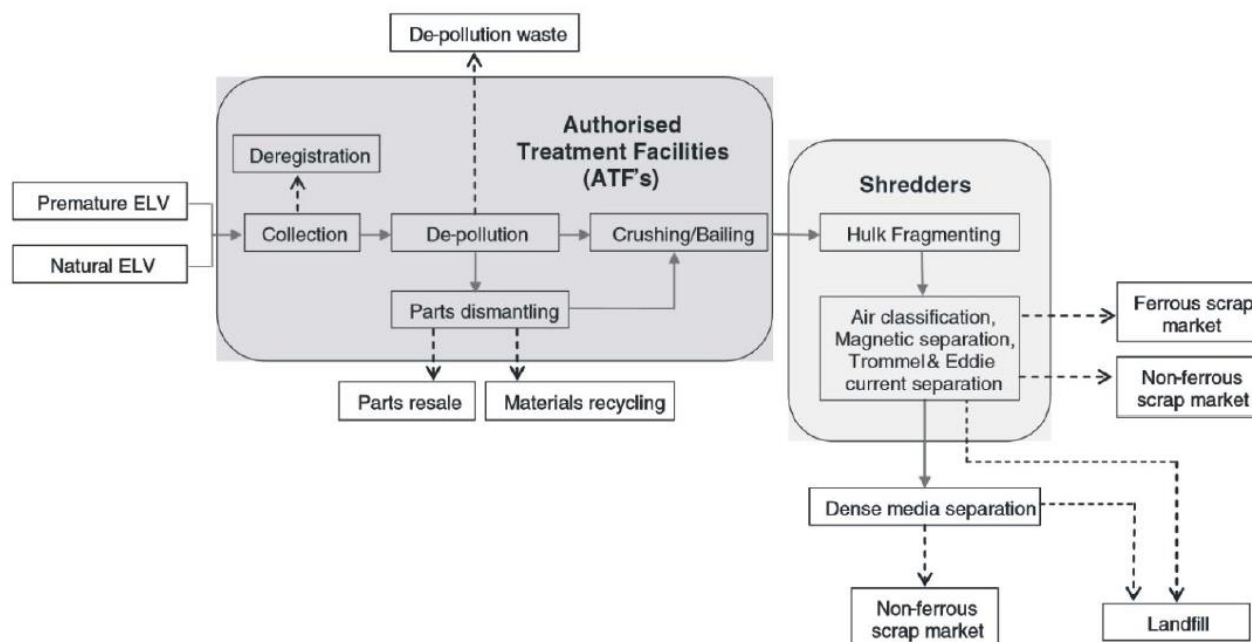 De-pollution waste
Authorised
Treatment Facilities
(ATF's)
Deregistration
Shredders
Premature ELV
Collection
De-pollution
Crushing/Bailing
Hulk Fragmenting
Natural ELV
Parts dismantling
Air classification,
Magnetic separation,
Trommel & Eddie
current separation
Ferrous scrap
market
Non-ferrous
scrap market
Parts resale
Materials recycling
Dense media separation
Non-ferrous
scrap market
Landfill